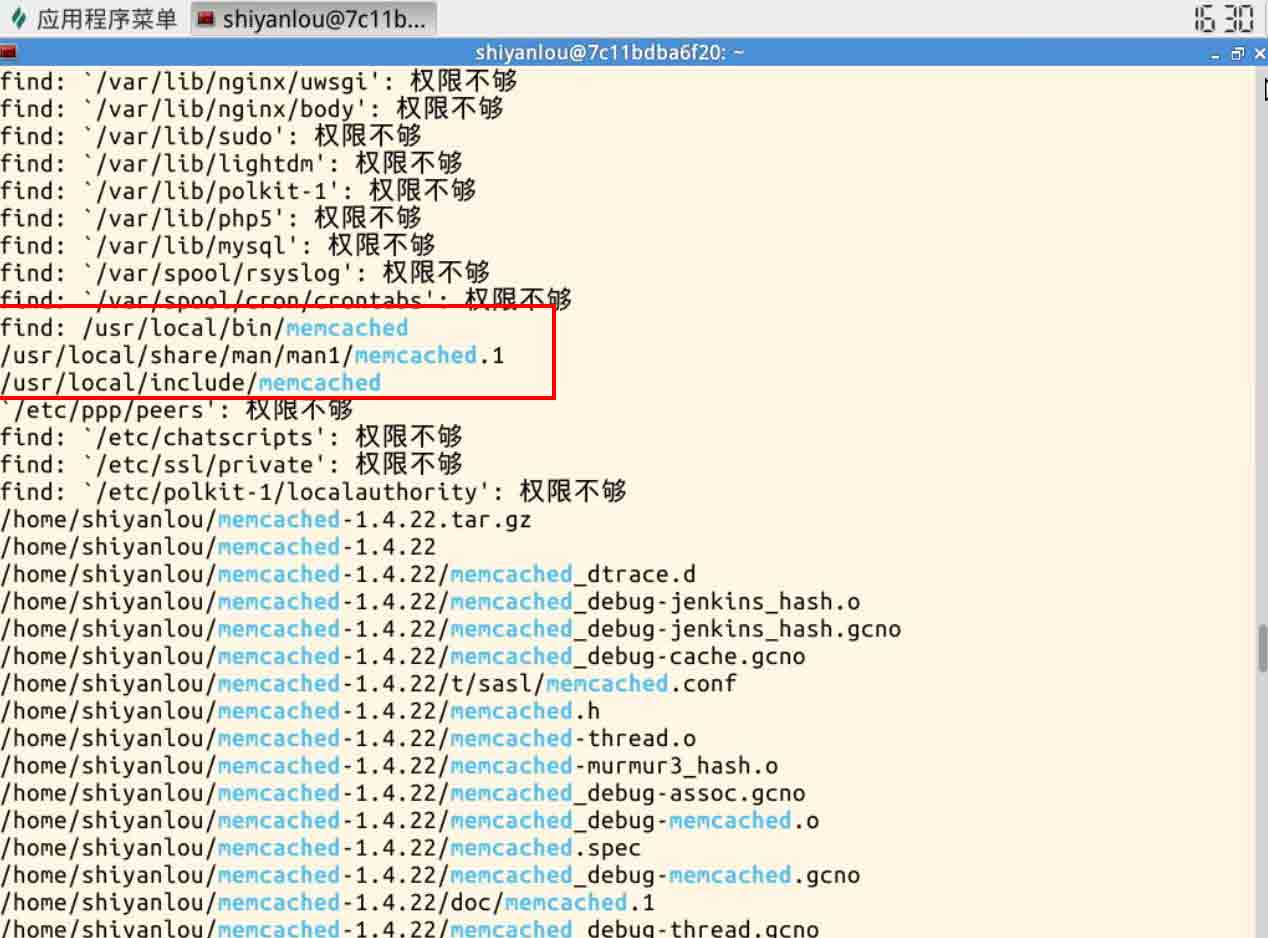 应用程序菜单 shiyanlou@7c11b... 16 30
shiyanlou@7c11bdba6f20: ~
find: `/var/lib/nginx/uwsgi': 权限不够
find: `/var/lib/nginx/body': 权限不够
find: `/var/lib/sudo': 权限不够
find: `/var/lib/lightdm': 权限不够
find: `/var/lib/polkit-1': 权限不够
find: `/var/lib/php5': 权限不够
find: `/var/lib/mysql': 权限不够
find: `/var/spool/rsyslog': 权限不够
find: `/var/spool/cron/crontabs': 权限不够
find: /usr/local/bin/memcached
/usr/local/share/man/man1/memcached.1
/usr/local/include/memcached
`/etc/ppp/peers': 权限不够
find: `/etc/chatscripts': 权限不够
find: `/etc/ssl/private': 权限不够
find: `/etc/polkit-1/localauthority': 权限不够
/home/shiyanlou/memcached-1.4.22.tar.gz
/home/shiyanlou/memcached-1.4.22
/home/shiyanlou/memcached-1.4.22/memcached_dtrace.d
/home/shiyanlou/memcached-1.4.22/memcached_debug-jenkins_hash.o
/home/shiyanlou/memcached-1.4.22/memcached_debug-jenkins_hash.gcno
/home/shiyanlou/memcached-1.4.22/memcached_debug-cache.gcno
/home/shiyanlou/memcached-1.4.22/t/sasl/memcached.conf
/home/shiyanlou/memcached-1.4.22/memcached.h
/home/shiyanlou/memcached-1.4.22/memcached-thread.o
/home/shiyanlou/memcached-1.4.22/memcached-murmur3_hash.o
/home/shiyanlou/memcached-1.4.22/memcached_debug-assoc.gcno
/home/shiyanlou/memcached-1.4.22/memcached_debug-memcached.o
/home/shiyanlou/memcached-1.4.22/memcached.spec
/home/shiyanlou/memcached-1.4.22/memcached_debug-memcached.gcno
/home/shiyanlou/memcached-1.4.22/doc/memcached.1
/home/shiyanlou/memcached-1.4.22/memcached_debug-thread.gcno